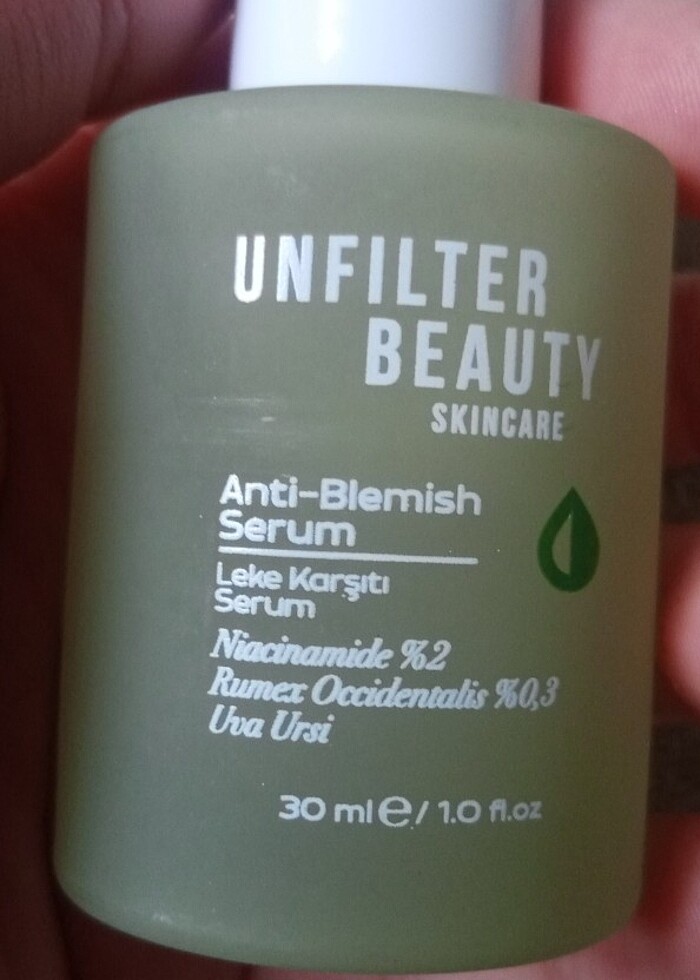 UNFILTER
BEAUTY
SKINCARE
Anti-Blemish
Serum
Leke Karşıtı
Serum
Niacinamide %2
Rumex Occidentalis %0,3
Uva Ursi
30 ml e / 1.0 fl.oz